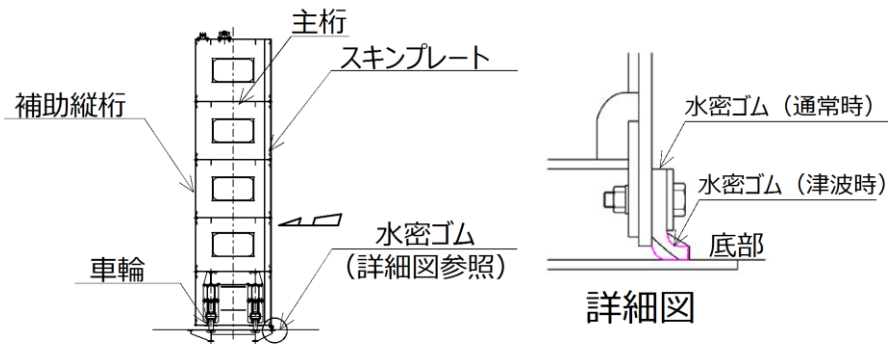 主桁
スキンプレート
補助縦桁
水密ゴム
（詳細図参照）
車輪
水密ゴム（通常時）
水密ゴム（津波時）
底部
詳細図